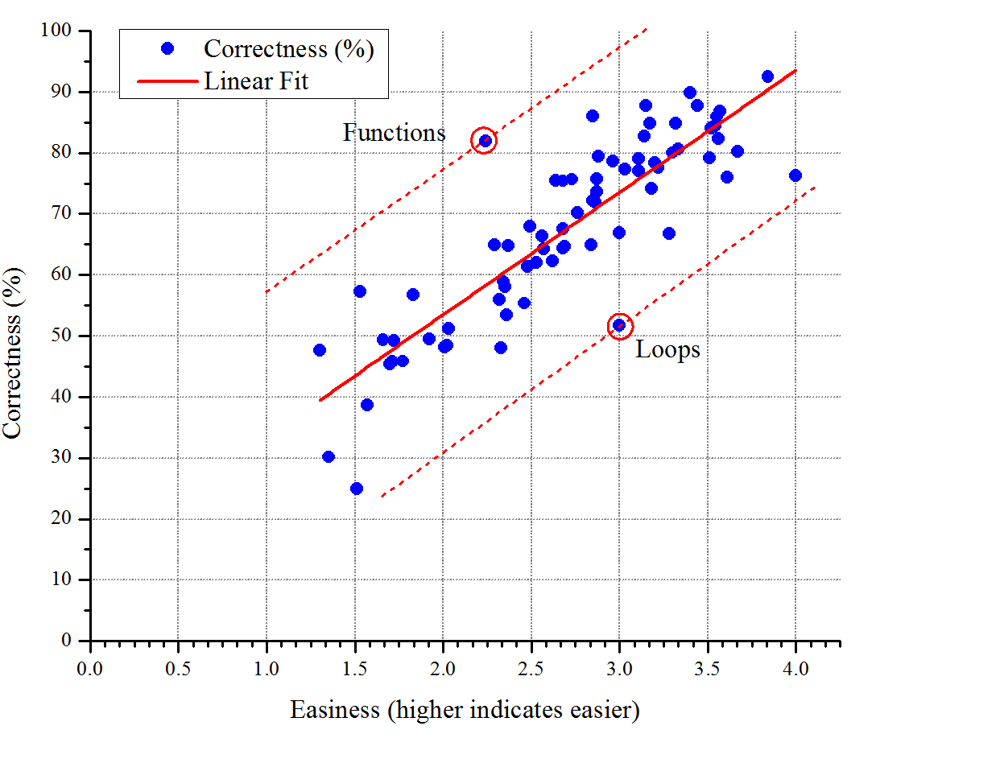 Correctness (%)
Linear Fit
Functions
Loops
100
90
80
70
60
50
40
30
20
10
0
Correctness (%)
0.0 0.5 1.0 1.5 2.0 2.5 3.0 3.5 4.0
Easiness (higher indicates easier)